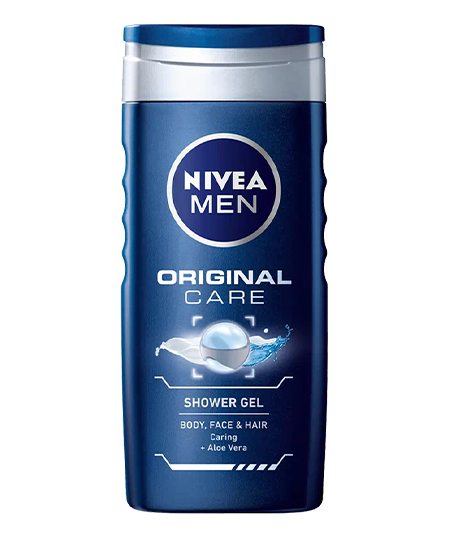 NIVEA
MEN
ORIGINAL
CARE
SHOWER GEL
BODY, FACE & HAIR
Caring
+ Aloe Vera